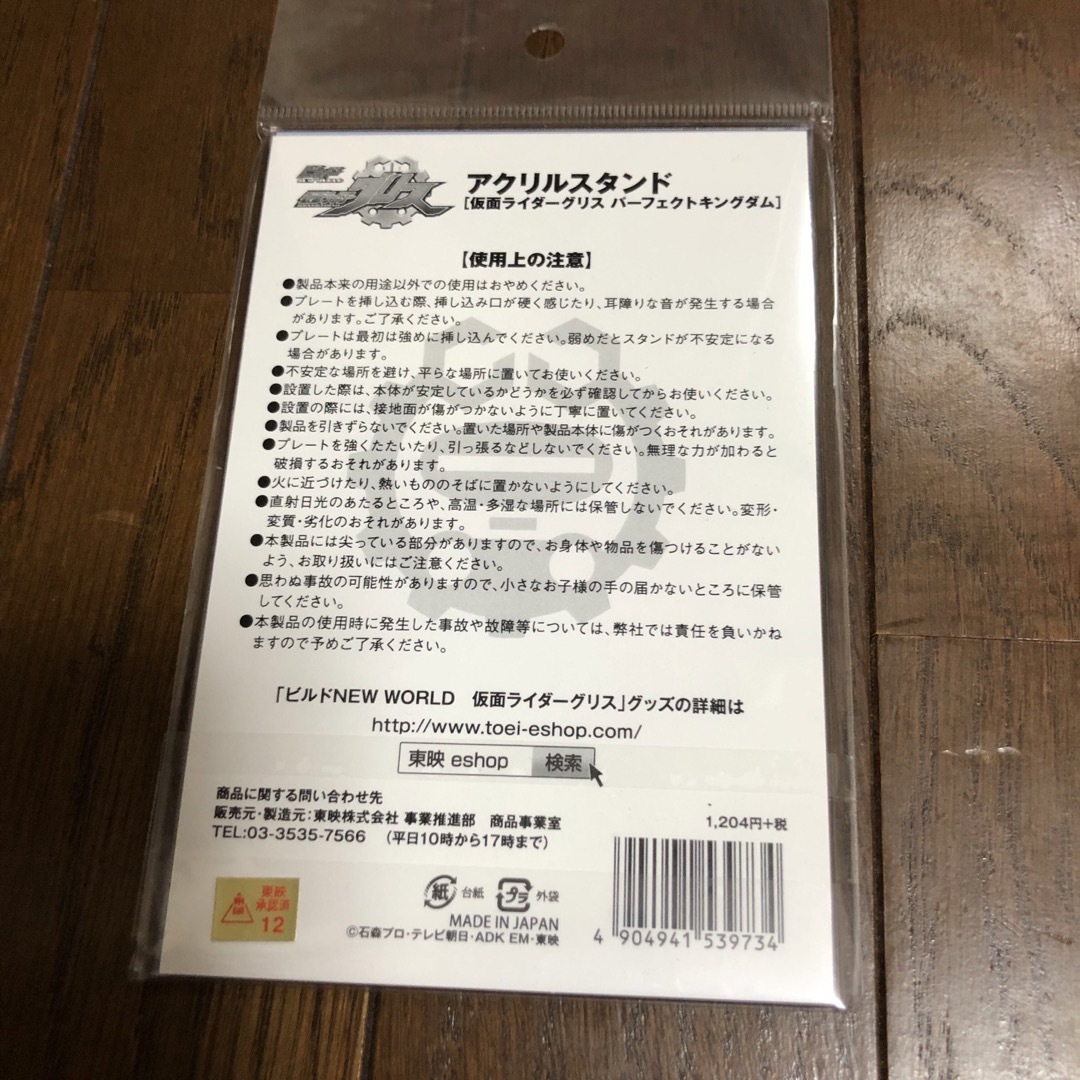 グリス
アクリルスタンド
[仮面ライダーグリス パーフェクトキングダム]
【使用上の注意】
●製品本来の用途以外での使用はおやめください。
●プレートを挿し込む際、挿し込み口が硬く感じたり、耳障りな音が発生する場合
があります。ご了承ください。
●プレートは最初は強めに挿し込んでください。弱めだとスタンドが不安定になる
場合があります。
●不安定な場所を避け、平らな場所に置いてお使いください。
●設置した際は、本体が安定しているかどうかを必ず確認してからお使いください。
●設置の際には、接地面が傷がつかないように丁寧に置いてください。
●製品を引きずらないでください。置いた場所や製品本体に傷がつくおそれがあります。
●プレートを強くたたいたり、引っ張るなどしないでください。無理な力が加わると
破損するおそれがあります。
●火に近づけたり、熱いもののそばに置かないようにしてください。
●直射日光のあたるところや、高温・多湿な場所には保管しないでください。変形・
変質・劣化のおそれがあります。
●本製品には尖っている部分がありますので、お身体や物品を傷つけることがない
よう、お取り扱いにはご注意ください。
●思わぬ事故の可能性がありますので、小さなお子様の手の届かないところに保管
してください。
●本製品の使用時に発生した事故や故障等については、弊社では責任を負いかね
ますので予めご了承ください。
「ビルドNEW WORLD 仮面ライダーグリス」グッズの詳細は
http://www.toei-eshop.com/
東映 eshop 検索
商品に関する問い合わせ先
販売元・製造元：東映株式会社 事業推進部 商品事業室
TEL:03-3535-7566 (平日10時から17時まで)
1,204円+税
東映
承認済
12
紙 台紙 プラ 外袋
MADE IN JAPAN
©石森プロ・テレビ朝日・ADK EM・東映
4 904941 539734